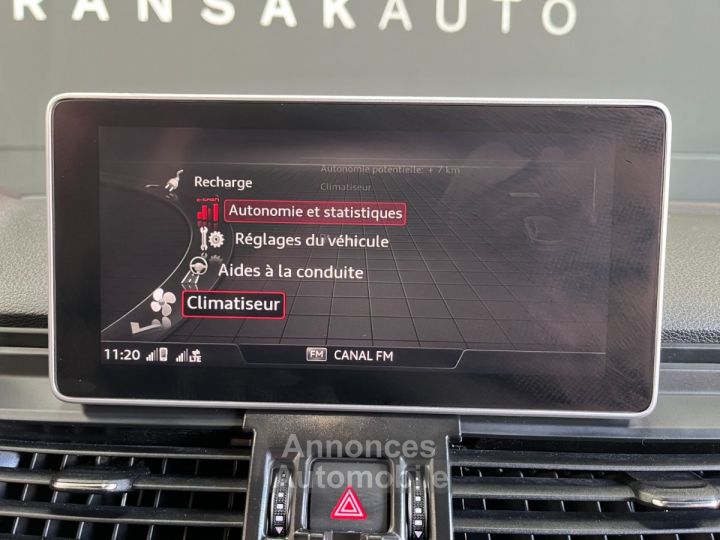 RANSAKAUTO
Autonomie potentielle: + 7 km
Recharge
Climatiseur
Autonomie et statistiques
Réglages du véhicule
Aides à la conduite
Climatiseur
11:20
LTE
FM CANAL FM
Annonces
Automobile